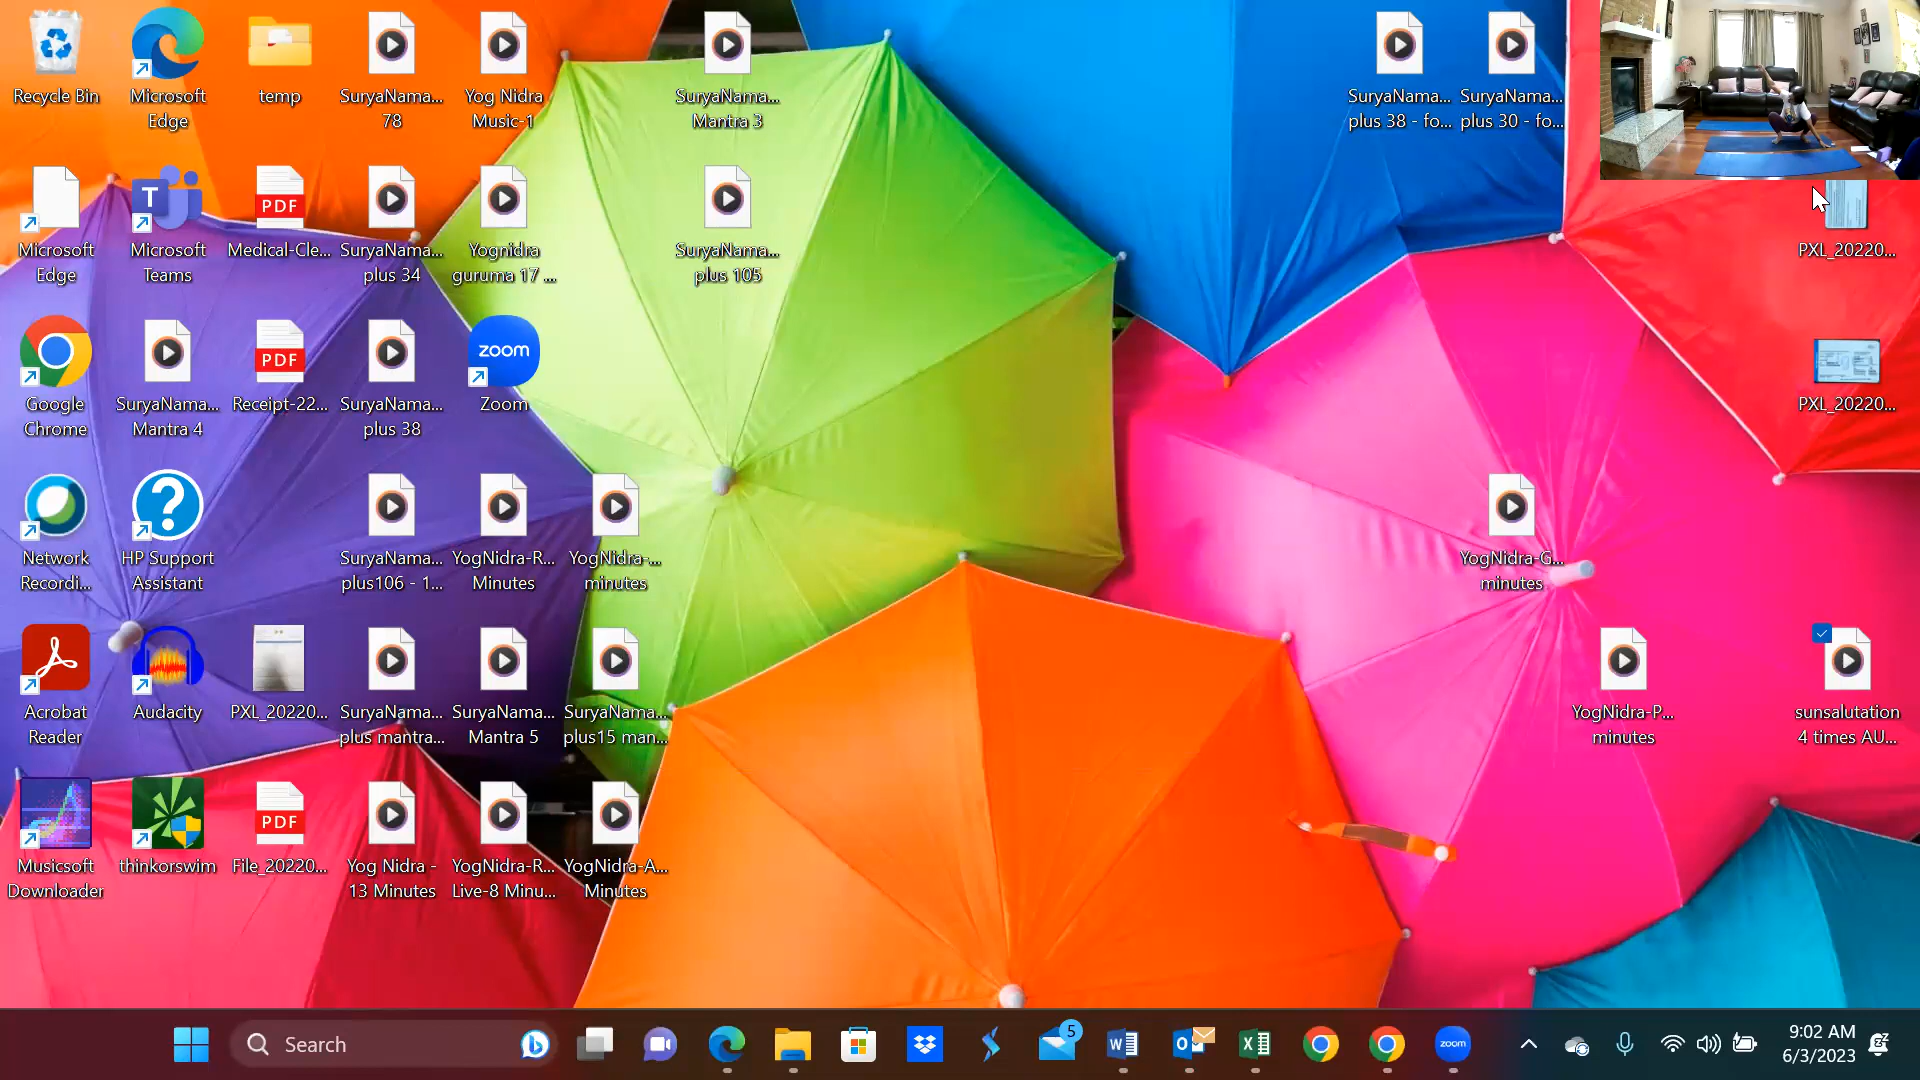 Recycle Bin
Microsoft
Edge
temp
SuryaNama...
78
Yog Nidra
Music-1
SuryaNama...
Mantra 3
SuryaNama...
plus 38 - fo...
SuryaNama...
plus 30 - fo...
Microsoft
Edge
T
Microsoft
Teams
PDF
Medical-Cle...
SuryaNama...
plus 34
Yognidra
guruma 17 ...
SuryaNama...
plus 105
PXL_20220...
Google
Chrome
SuryaNama...
Mantra 4
PDF
Receipt-22...
SuryaNama...
plus 38
zoom
Zoom
PXL_20220...
Network
Recordi...
?
HP Support
Assistant
SuryaNama...
plus106 - 1...
YogNidra-R...
Minutes
YogNidra-...
minutes
YogNidra-G...
minutes
Acrobat
Reader
Audacity
PXL_20220...
SuryaNama...
plus mantra...
SuryaNama...
Mantra 5
SuryaNama...
plus15 man...
YogNidra-P...
minutes
sunsalutation
4 times AU...
Musicsoft
Downloader
thinkorswim
PDF
File_20220...
Yog Nidra -
13 Minutes
YogNidra-R...
Live-8 Minu...
YogNidra-A...
Minutes
Search
5
zoom
9:02 AM
6/3/2023